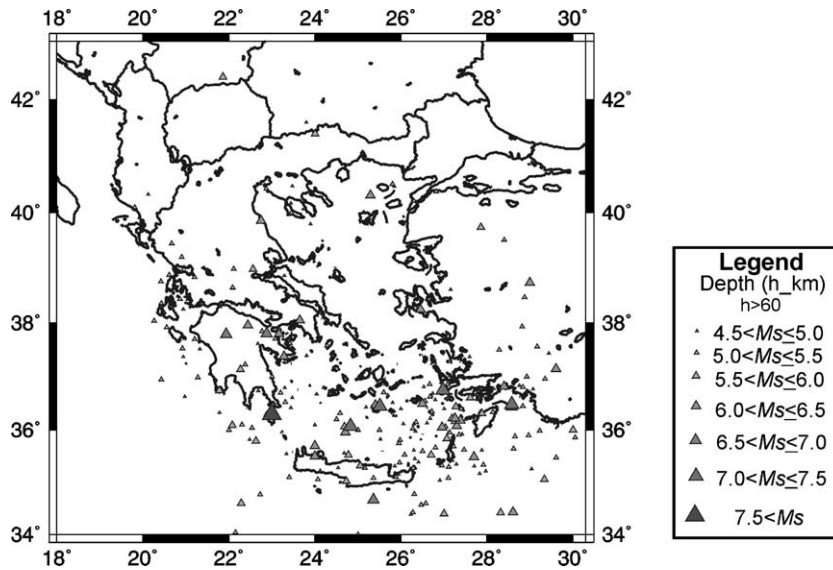 18° 20° 22° 24° 26° 28° 30°
42° 42°
40° 40°
38° 38°
36° 36°
34° 34°
18° 20° 22° 24° 26° 28° 30°
Legend
Depth (h_km)
h>60
4.5<Ms≤5.0
5.0<Ms≤5.5
5.5<Ms≤6.0
6.0<Ms≤6.5
6.5<Ms≤7.0
7.0<Ms≤7.5
7.5<Ms